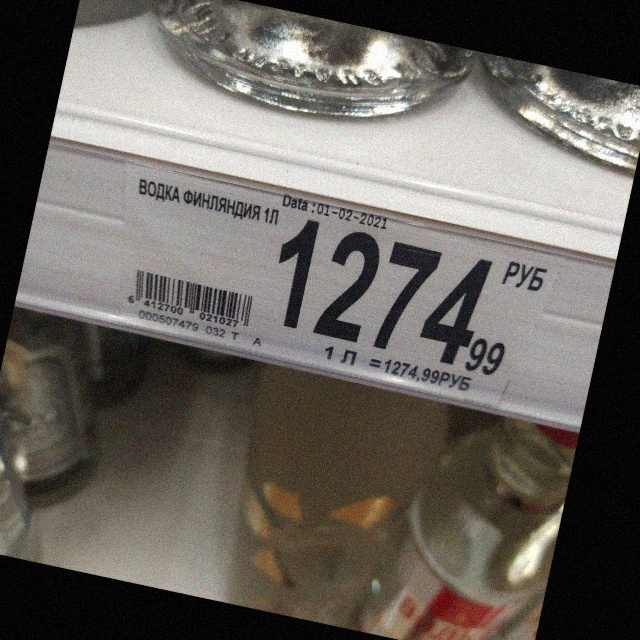 ВОДКА ФИНЛЯНДИЯ 1Л
Data :01-02-2021
1274 99 РУБ
6 412700 021027
000507479 032 Т А
1 Л =1274.99РУБ